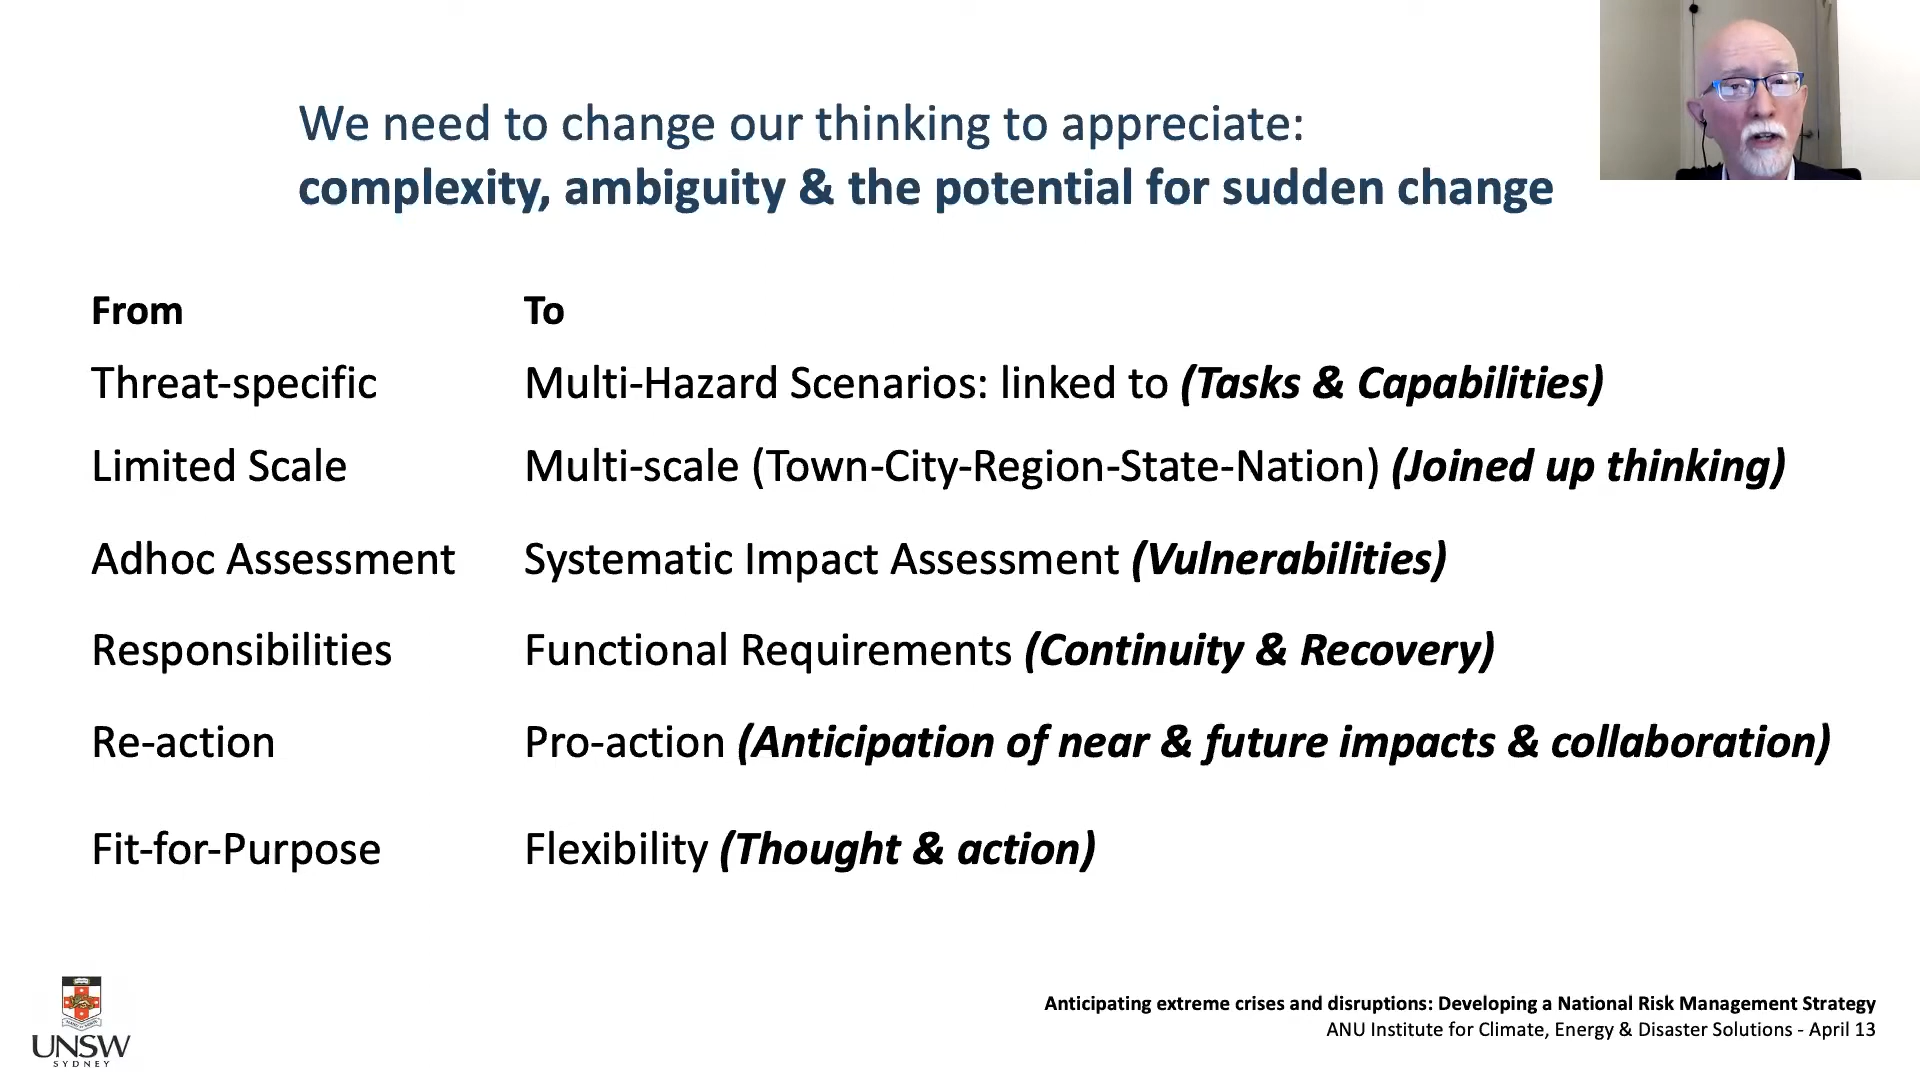 We need to change our thinking to appreciate:
complexity, ambiguity & the potential for sudden change
From To
Threat-specific Multi-Hazard Scenarios: linked to (Tasks & Capabilities)
Limited Scale Multi-scale (Town-City-Region-State-Nation) (Joined up thinking)
Adhoc Assessment Systematic Impact Assessment (Vulnerabilities)
Responsibilities Functional Requirements (Continuity & Recovery)
Re-action Pro-action (Anticipation of near & future impacts & collaboration)
Fit-for-Purpose Flexibility (Thought & action)
UNSW
SYDNEY
Anticipating extreme crises and disruptions: Developing a National Risk Management Strategy
ANU Institute for Climate, Energy & Disaster Solutions - April 13